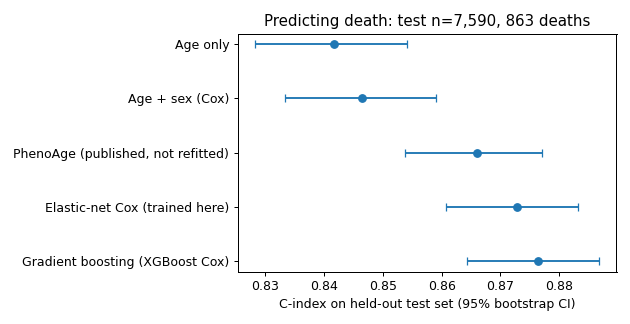 Predicting death: test n=7,590, 863 deaths
Age only
Age + sex (Cox)
PhenoAge (published, not refitted)
Elastic-net Cox (trained here)
Gradient boosting (XGBoost Cox)
0.83 0.84 0.85 0.86 0.87 0.88
C-index on held-out test set (95% bootstrap CI)